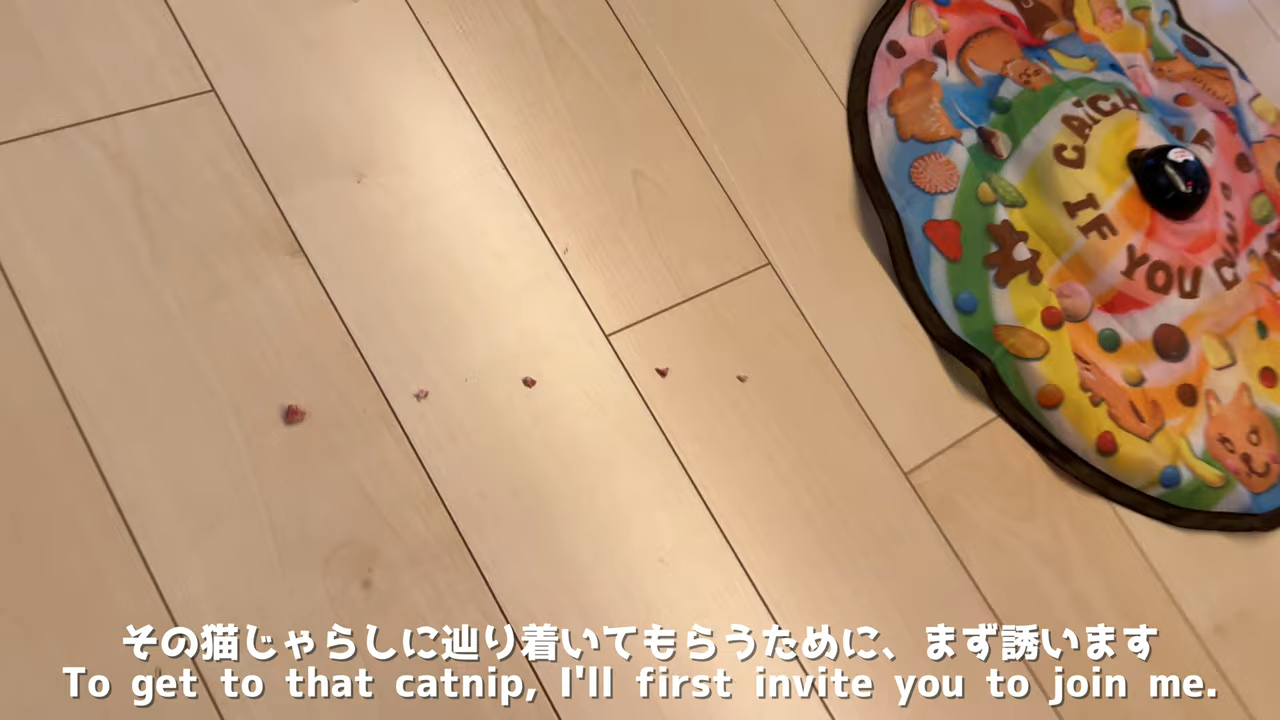 CATCH
IF YOU
その猫じゃらしに辿り着いてもらうために、まず誘います
To get to that catnip, I'll first invite you to join me.